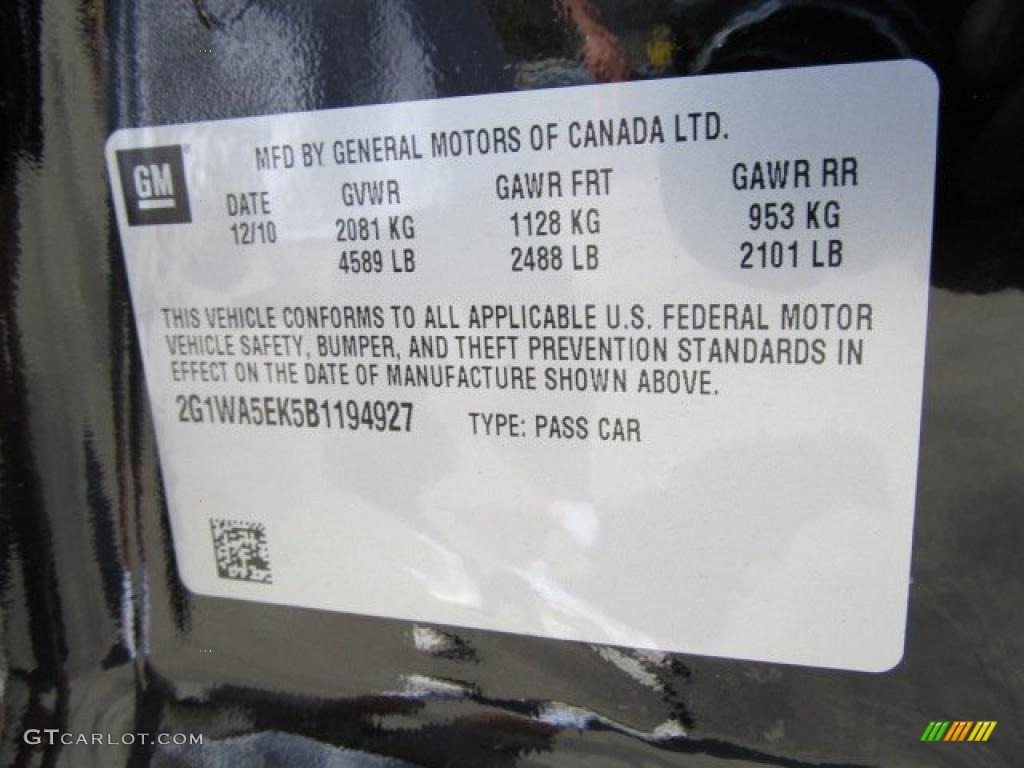 GM
MFD BY GENERAL MOTORS OF CANADA LTD.
DATE GVWR GAWR FRT GAWR RR
12/10 2081 KG 1128 KG 953 KG
4589 LB 2488 LB 2101 LB
THIS VEHICLE CONFORMS TO ALL APPLICABLE U.S. FEDERAL MOTOR
VEHICLE SAFETY, BUMPER, AND THEFT PREVENTION STANDARDS IN
EFFECT ON THE DATE OF MANUFACTURE SHOWN ABOVE.
2G1WA5EK5B1194927 TYPE: PASS CAR
GTCARLOT.COM